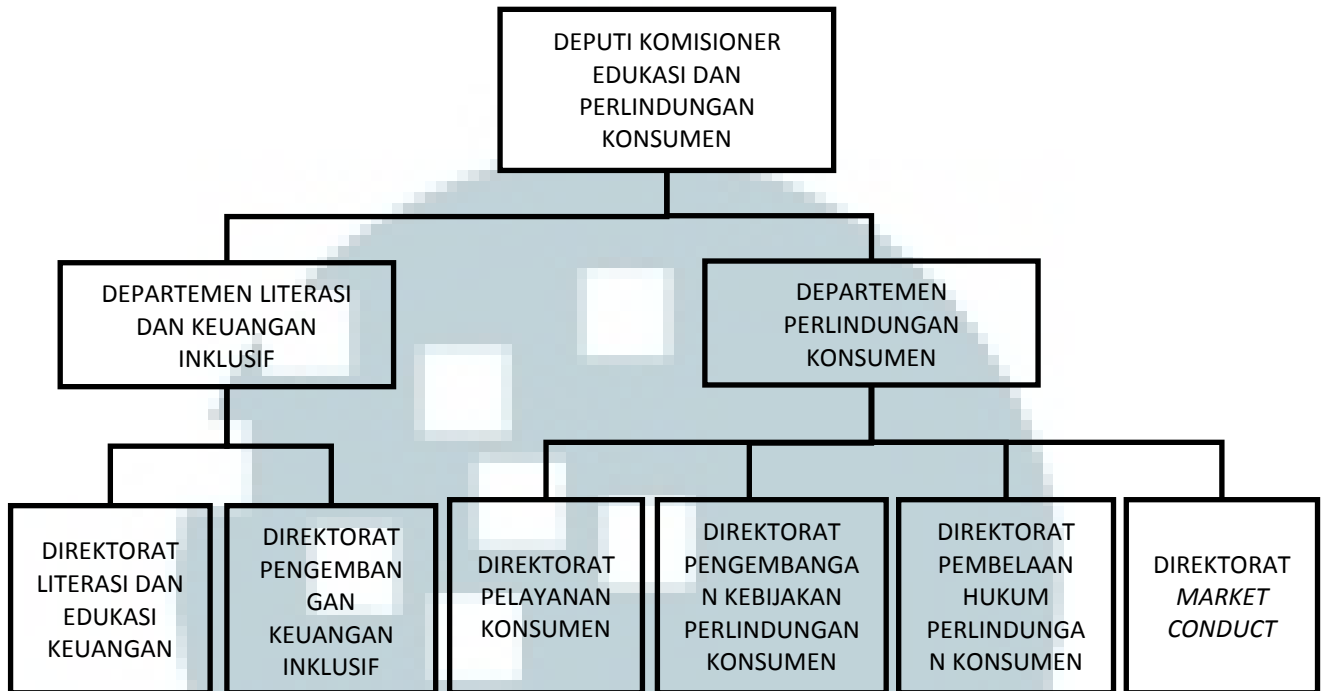 DEPUTI KOMISIONER
EDUKASI DAN
PERLINDUNGAN
KONSUMEN
DEPARTEMEN LITERASI
DAN KEUANGAN
INKLUSIF
DEPARTEMEN
PERLINDUNGAN
KONSUMEN
DIREKTORAT
LITERASI DAN
EDUKASI
KEUANGAN
DIREKTORAT
PENGEMBAN
GAN
KEUANGAN
INKLUSIF
DIREKTORAT
PELAYANAN
KONSUMEN
DIREKTORAT
PENGEMBANGA
N KEBIJAKAN
PERLINDUNGAN
KONSUMEN
DIREKTORAT
PEMBELAAN
HUKUM
PERLINDUNGA
N KONSUMEN
DIREKTORAT
MARKET
CONDUCT